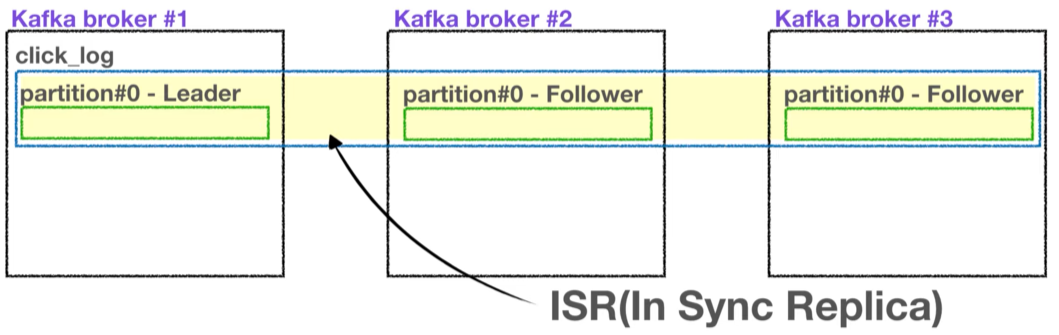 Kafka broker #1
Kafka broker #2
Kafka broker #3
click_log
partition#0 - Leader
partition#0 - Follower
partition#0 - Follower
ISR(In Sync Replica)